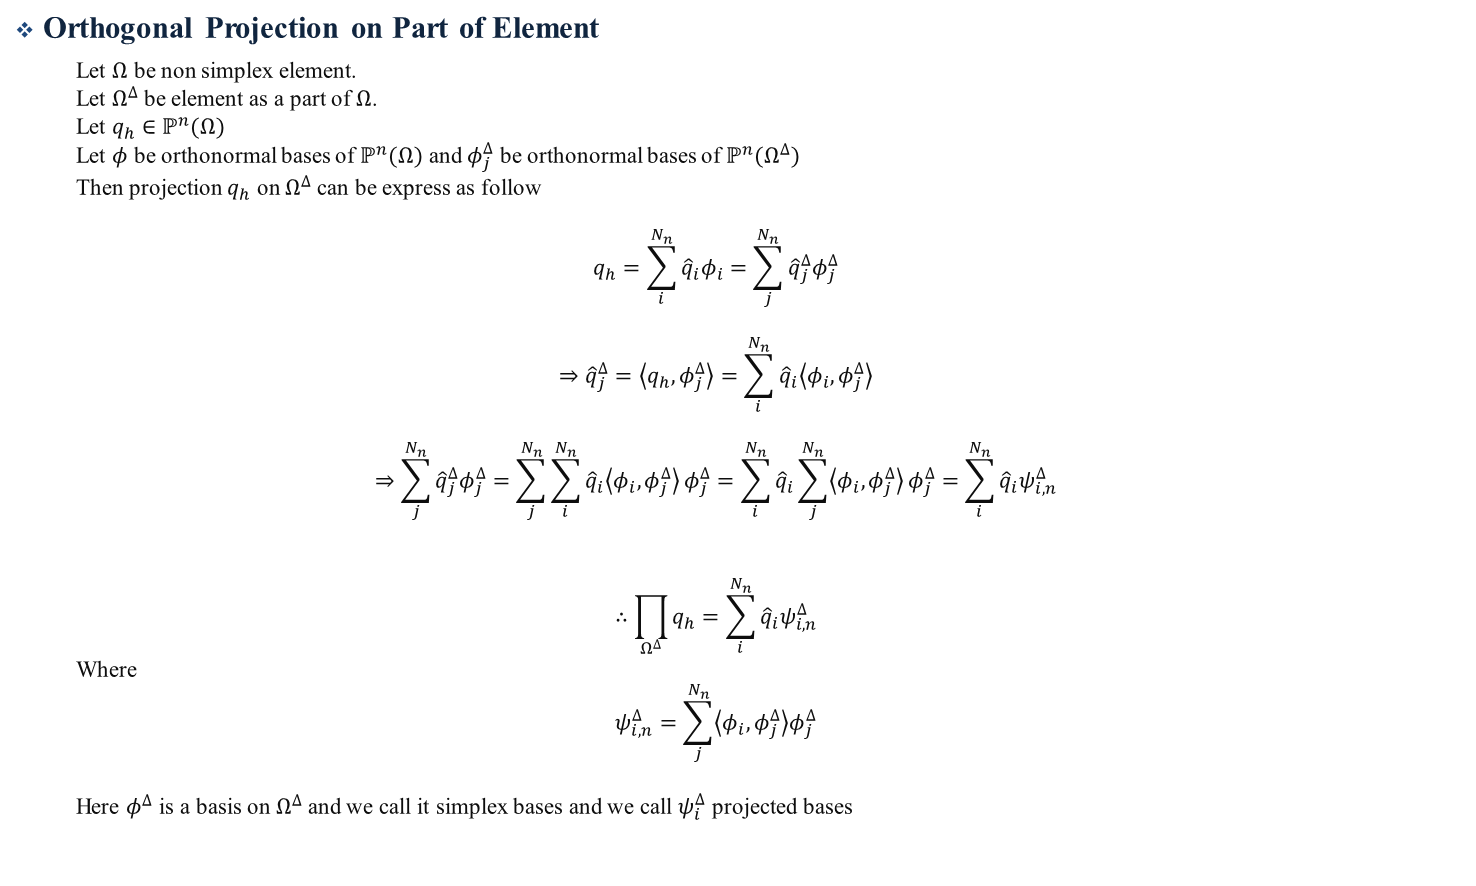 ❖ Orthogonal Projection on Part of Element
Let Ω be non simplex element.
Let Ω^Δ be element as a part of Ω.
Let q_h ∈ ℙ^n(Ω)
Let ϕ be orthonormal bases of ℙ^n(Ω) and ϕ_j^Δ be orthonormal bases of ℙ^n(Ω^Δ)
Then projection q_h on Ω^Δ can be express as follow
q_h = ∑_i^{N_n} q̂_i ϕ_i = ∑_j^{N_n} q̂_j^Δ ϕ_j^Δ
⇒ q̂_j^Δ = ⟨q_h, ϕ_j^Δ⟩ = ∑_i^{N_n} q̂_i ⟨ϕ_i, ϕ_j^Δ⟩
⇒ ∑_j^{N_n} q̂_j^Δ ϕ_j^Δ = ∑_j^{N_n} ∑_i^{N_n} q̂_i ⟨ϕ_i, ϕ_j^Δ⟩ ϕ_j^Δ = ∑_i^{N_n} q̂_i ∑_j^{N_n} ⟨ϕ_i, ϕ_j^Δ⟩ ϕ_j^Δ = ∑_i^{N_n} q̂_i ψ_{i,n}^Δ
∴ ∏_{Ω^Δ} q_h = ∑_i^{N_n} q̂_i ψ_{i,n}^Δ
Where
ψ_{i,n}^Δ = ∑_j^{N_n} ⟨ϕ_i, ϕ_j^Δ⟩ ϕ_j^Δ
Here ϕ^Δ is a basis on Ω^Δ and we call it simplex bases and we call ψ_i^Δ projected bases